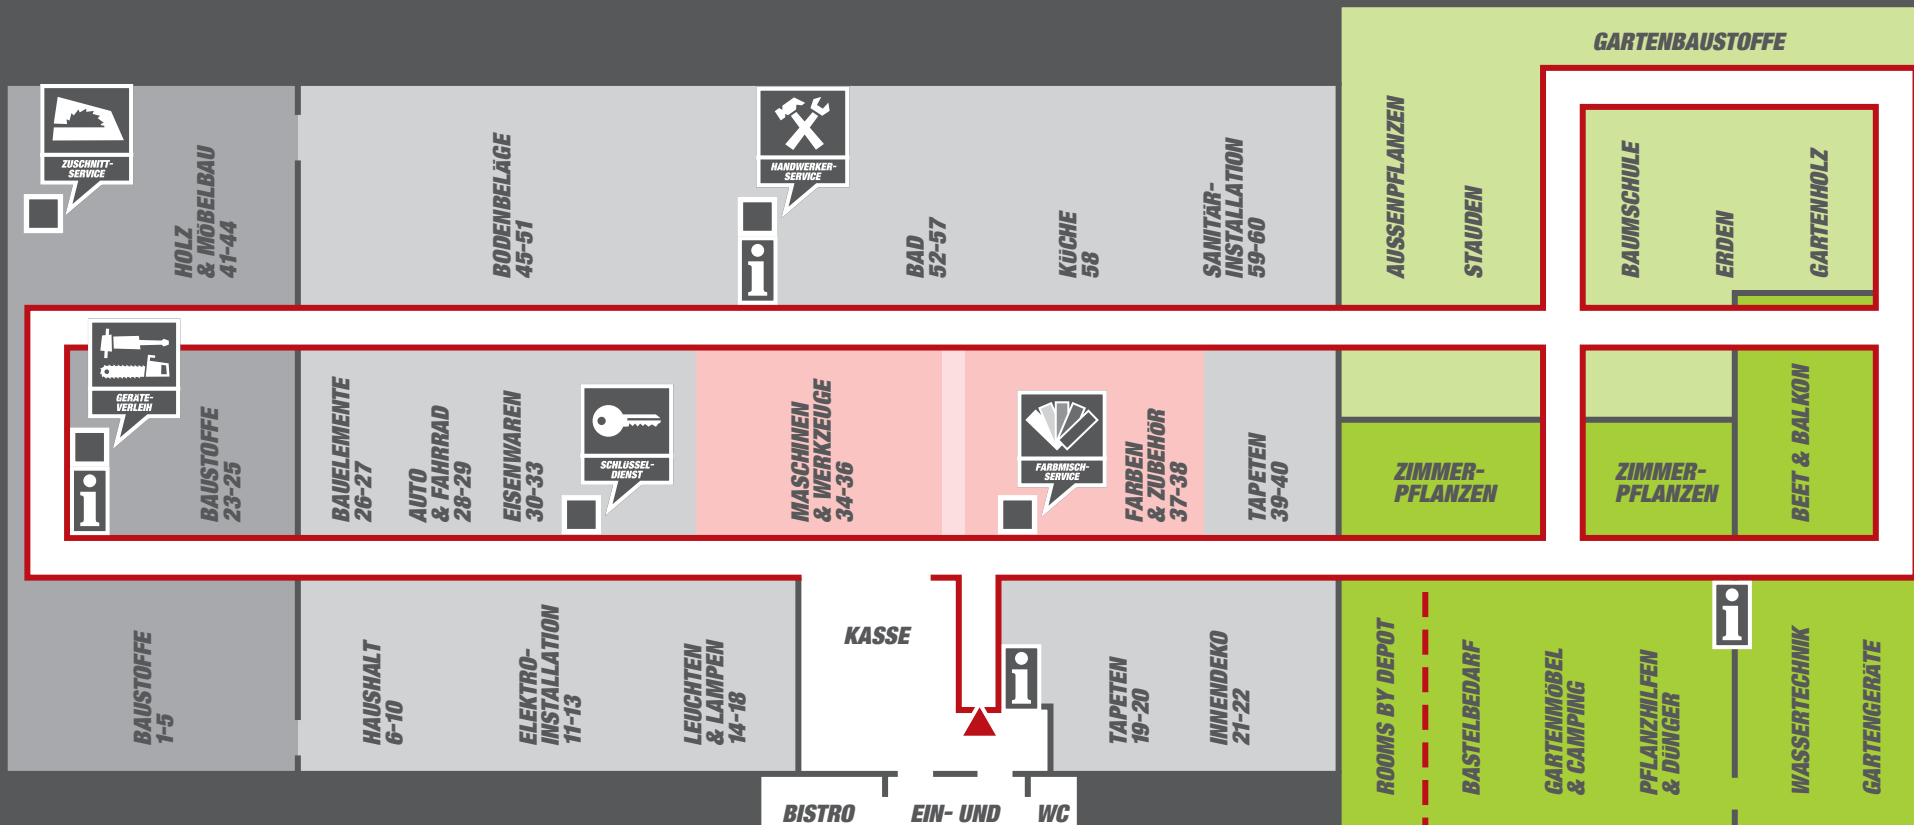 GARTENBAUSTOFFE
ZUSCHNITT-
SERVICE
HOLZ
& MÖBELBAU
41-44
BODENBELÄGE
45-51
HANDWERKER-
SERVICE
i
BAD
52-57
KÜCHE
58
SANITÄR-
INSTALLATION
59-60
AUSSENPFLANZEN
STAUDEN
BAUMSCHULE
ERDEN
GARTENHOLZ
GERÄTE-
VERLEIH
i
BAUSTOFFE
23-25
BAUELEMENTE
26-27
AUTO
& FAHRRAD
28-29
EISENWAREN
30-33
SCHLÜSSEL-
DIENST
MASCHINEN
& WERKZEUGE
34-36
FARBMISCH-
SERVICE
FARBEN
& ZUBEHÖR
37-38
TAPETEN
39-40
ZIMMER-
PFLANZEN
ZIMMER-
PFLANZEN
BEET & BALKON
BAUSTOFFE
1-5
HAUSHALT
6-10
ELEKTRO-
INSTALLATION
11-13
LEUCHTEN
& LAMPEN
14-18
KASSE
i
TAPETEN
19-20
INNENDEKO
21-22
ROOMS BY DEPOT
BASTELBEDARF
GARTENMÖBEL
& CAMPING
PFLANZHILFEN
& DÜNGER
i
WASSERTECHNIK
GARTENGERÄTE
BISTRO
EIN- UND
WC